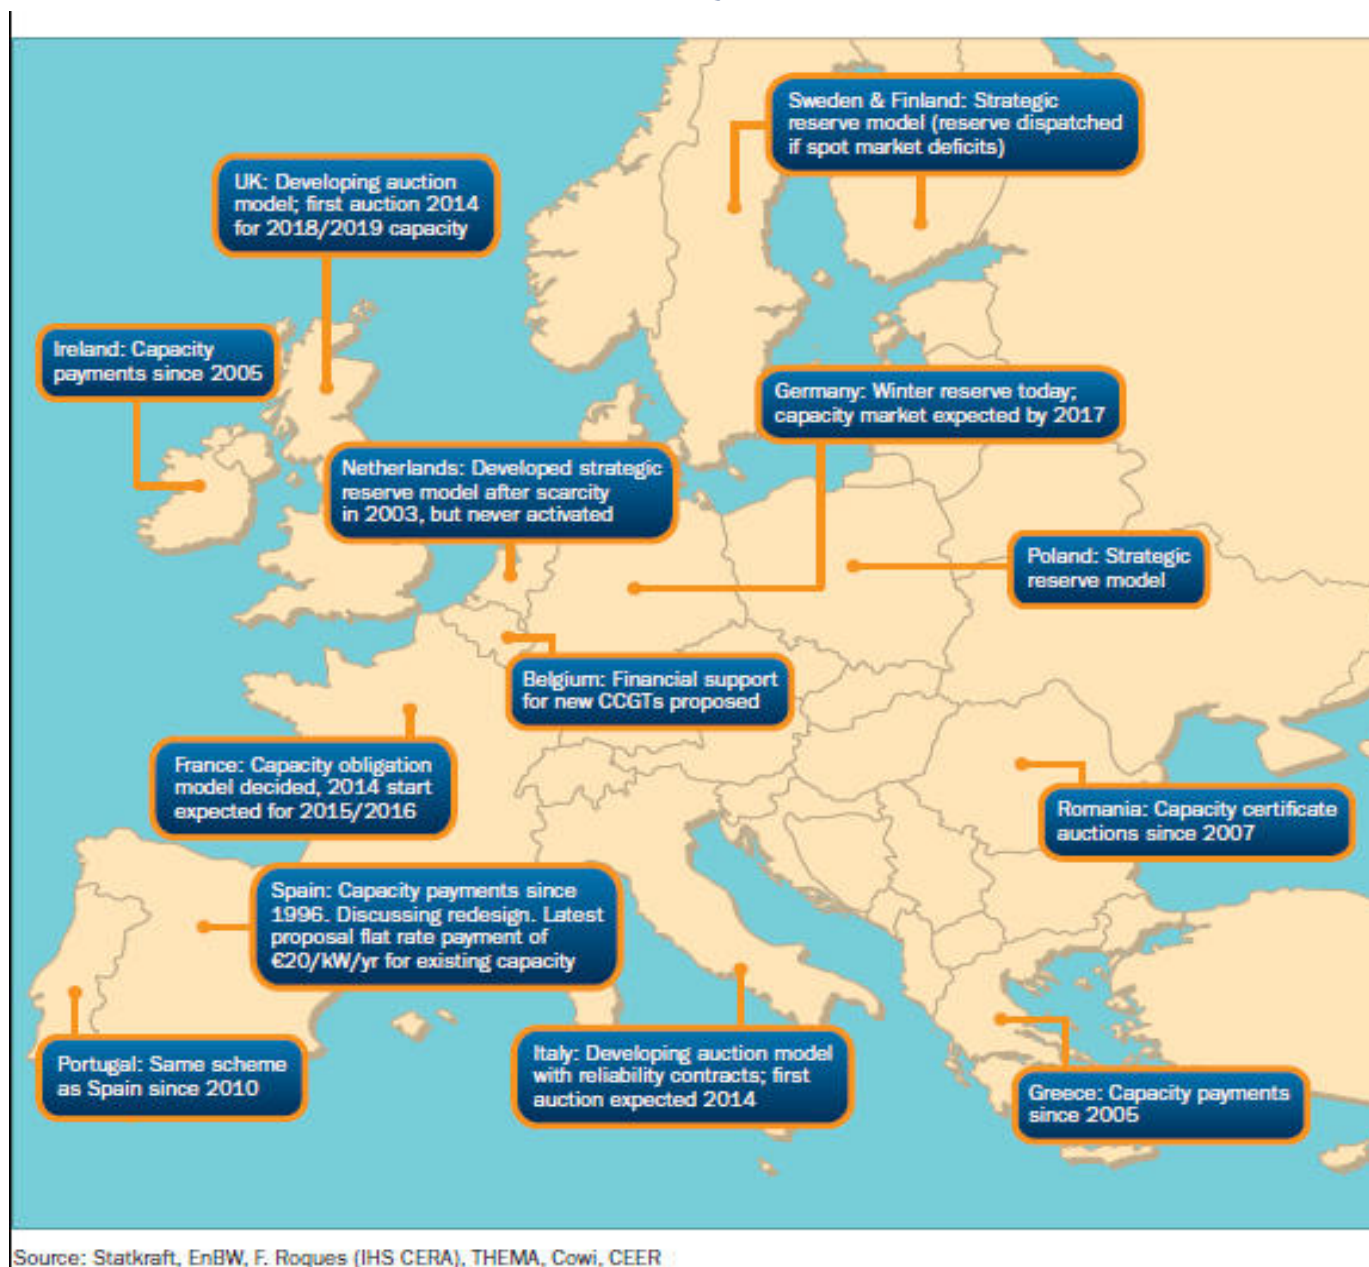 Sweden & Finland: Strategic
reserve model (reserve dispatched
if spot market deficits)
UK: Developing auction
model; first auction 2014
for 2018/2019 capacity
Ireland: Capacity
payments since 2005
Germany: Winter reserve today;
capacity market expected by 2017
Netherlands: Developed strategic
reserve model after scarcity
in 2003, but never activated
Poland: Strategic
reserve model
Belgium: Financial support
for new CCGTs proposed
France: Capacity obligation
model decided, 2014 start
expected for 2015/2016
Romania: Capacity certificate
auctions since 2007
Spain: Capacity payments since
1996. Discussing redesign. Latest
proposal flat rate payment of
€20/kW/yr for existing capacity
Portugal: Same scheme
as Spain since 2010
Italy: Developing auction model
with reliability contracts; first
auction expected 2014
Greece: Capacity payments
since 2005
Source: Statkraft, EnBW, F. Roques (IHS CERA), THEMA, Cowi, CEER